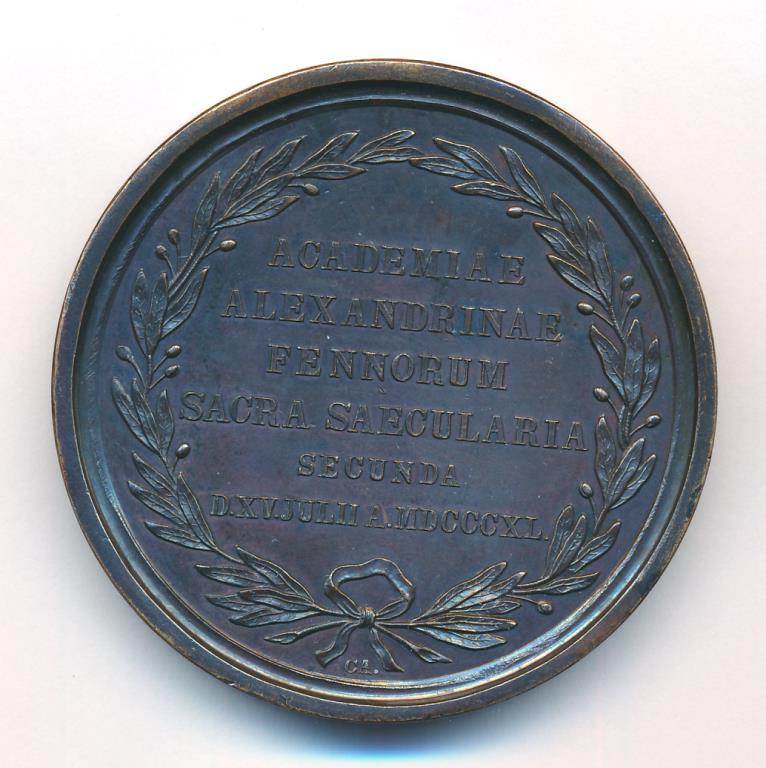 ACADEMIAE
ALEXANDRINAE
FENNORUM
SACRA SAECULARIA
SECUNDA
D.XV.JULII A.MDCCCXL.